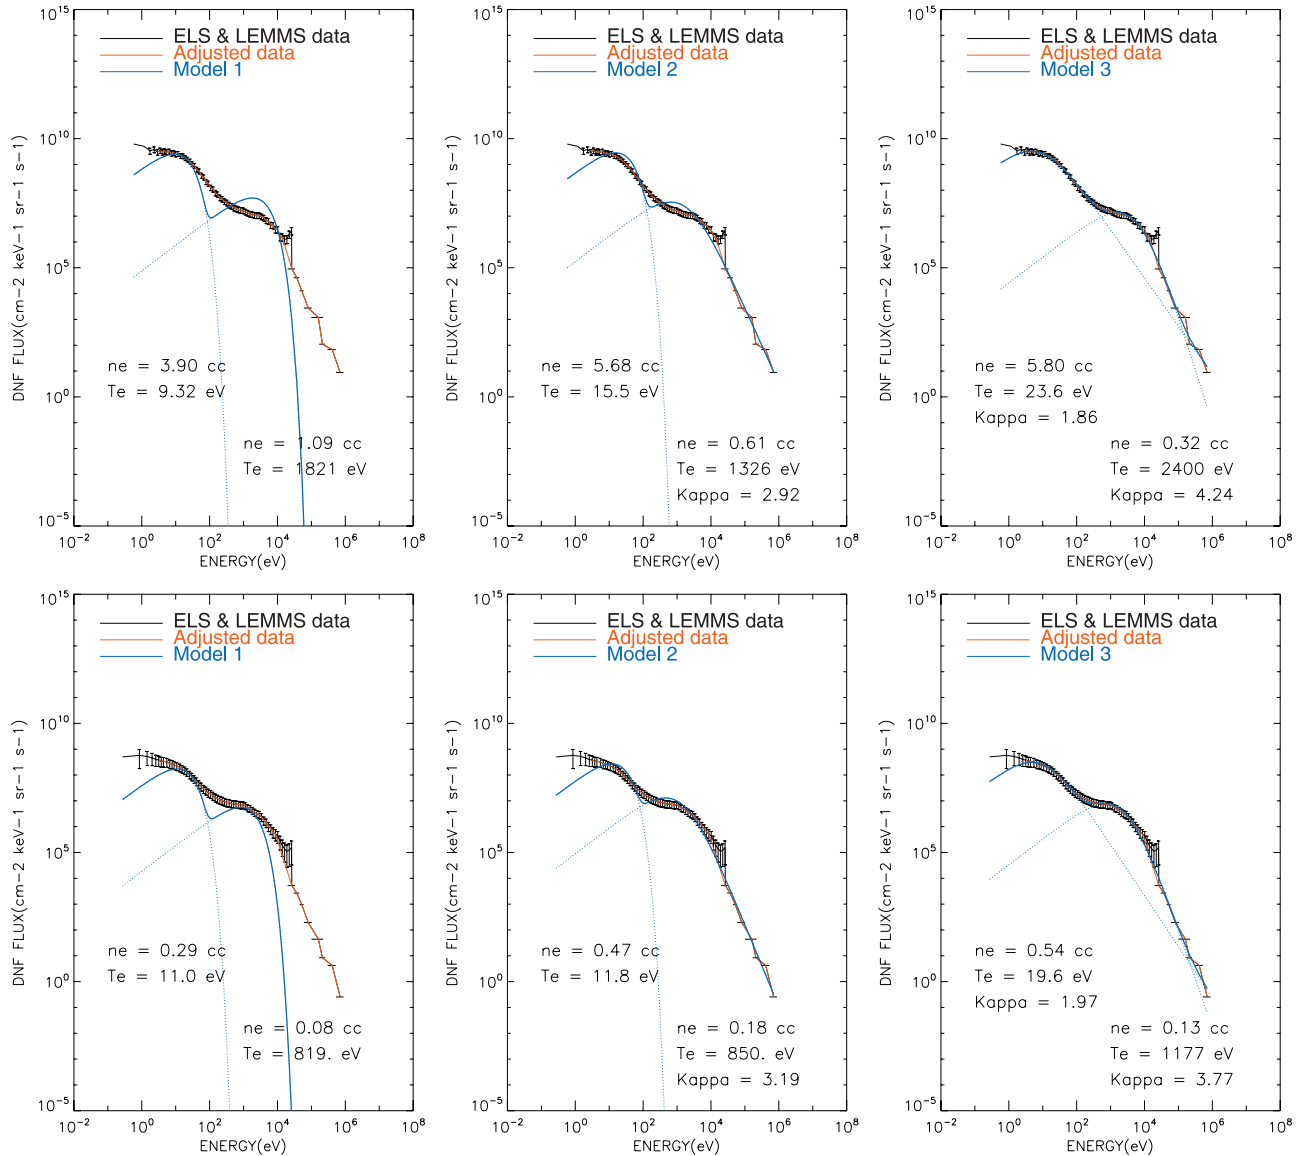 ELS & LEMMS data
Adjusted data
Model 1
DNF FLUX(cm-2 keV-1 sr-1 s-1)
10^15
10^10
10^5
10^0
10^-5
ne = 3.90 cc
Te = 9.32 eV
ne = 1.09 cc
Te = 1821 eV
10^-2 10^0 10^2 10^4 10^6 10^8
ENERGY(eV)
ELS & LEMMS data
Adjusted data
Model 2
DNF FLUX(cm-2 keV-1 sr-1 s-1)
10^15
10^10
10^5
10^0
10^-5
ne = 5.68 cc
Te = 15.5 eV
ne = 0.61 cc
Te = 1326 eV
Kappa = 2.92
10^-2 10^0 10^2 10^4 10^6 10^8
ENERGY(eV)
ELS & LEMMS data
Adjusted data
Model 3
DNF FLUX(cm-2 keV-1 sr-1 s-1)
10^15
10^10
10^5
10^0
10^-5
ne = 5.80 cc
Te = 23.6 eV
Kappa = 1.86
ne = 0.32 cc
Te = 2400 eV
Kappa = 4.24
10^-2 10^0 10^2 10^4 10^6 10^8
ENERGY(eV)
ELS & LEMMS data
Adjusted data
Model 1
DNF FLUX(cm-2 keV-1 sr-1 s-1)
10^15
10^10
10^5
10^0
10^-5
ne = 0.29 cc
Te = 11.0 eV
ne = 0.08 cc
Te = 819. eV
10^-2 10^0 10^2 10^4 10^6 10^8
ENERGY(eV)
ELS & LEMMS data
Adjusted data
Model 2
DNF FLUX(cm-2 keV-1 sr-1 s-1)
10^15
10^10
10^5
10^0
10^-5
ne = 0.47 cc
Te = 11.8 eV
ne = 0.18 cc
Te = 850. eV
Kappa = 3.19
10^-2 10^0 10^2 10^4 10^6 10^8
ENERGY(eV)
ELS & LEMMS data
Adjusted data
Model 3
DNF FLUX(cm-2 keV-1 sr-1 s-1)
10^15
10^10
10^5
10^0
10^-5
ne = 0.54 cc
Te = 19.6 eV
Kappa = 1.97
ne = 0.13 cc
Te = 1177 eV
Kappa = 3.77
10^-2 10^0 10^2 10^4 10^6 10^8
ENERGY(eV)